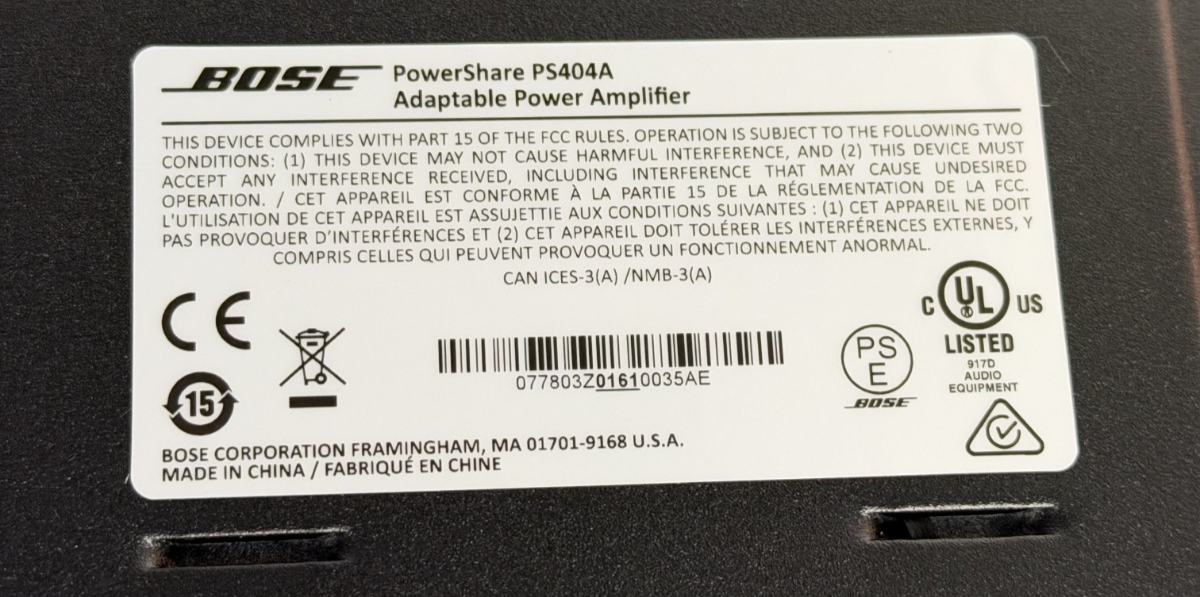 BOSE
PowerShare PS404A
Adaptable Power Amplifier
THIS DEVICE COMPLIES WITH PART 15 OF THE FCC RULES. OPERATION IS SUBJECT TO THE FOLLOWING TWO
CONDITIONS: (1) THIS DEVICE MAY NOT CAUSE HARMFUL INTERFERENCE, AND (2) THIS DEVICE MUST
ACCEPT ANY INTERFERENCE RECEIVED, INCLUDING INTERFERENCE THAT MAY CAUSE UNDESIRED
OPERATION. / CET APPAREIL EST CONFORME À LA PARTIE 15 DE LA RÉGLEMENTATION DE LA FCC.
L'UTILISATION DE CET APPAREIL EST ASSUJETTIE AUX CONDITIONS SUIVANTES : (1) CET APPAREIL NE DOIT
PAS PROVOQUER D'INTERFÉRENCES ET (2) CET APPAREIL DOIT TOLÉRER LES INTERFÉRENCES EXTERNES, Y
COMPRIS CELLES QUI PEUVENT PROVOQUER UN FONCTIONNEMENT ANORMAL.
CAN ICES-3(A) /NMB-3(A)
CE
15
077803Z01610035AE
PS
E
BOSE
C UL ® US
LISTED
917D
AUDIO
EQUIPMENT
BOSE CORPORATION FRAMINGHAM, MA 01701-9168 U.S.A.
MADE IN CHINA / FABRIQUÉ EN CHINE